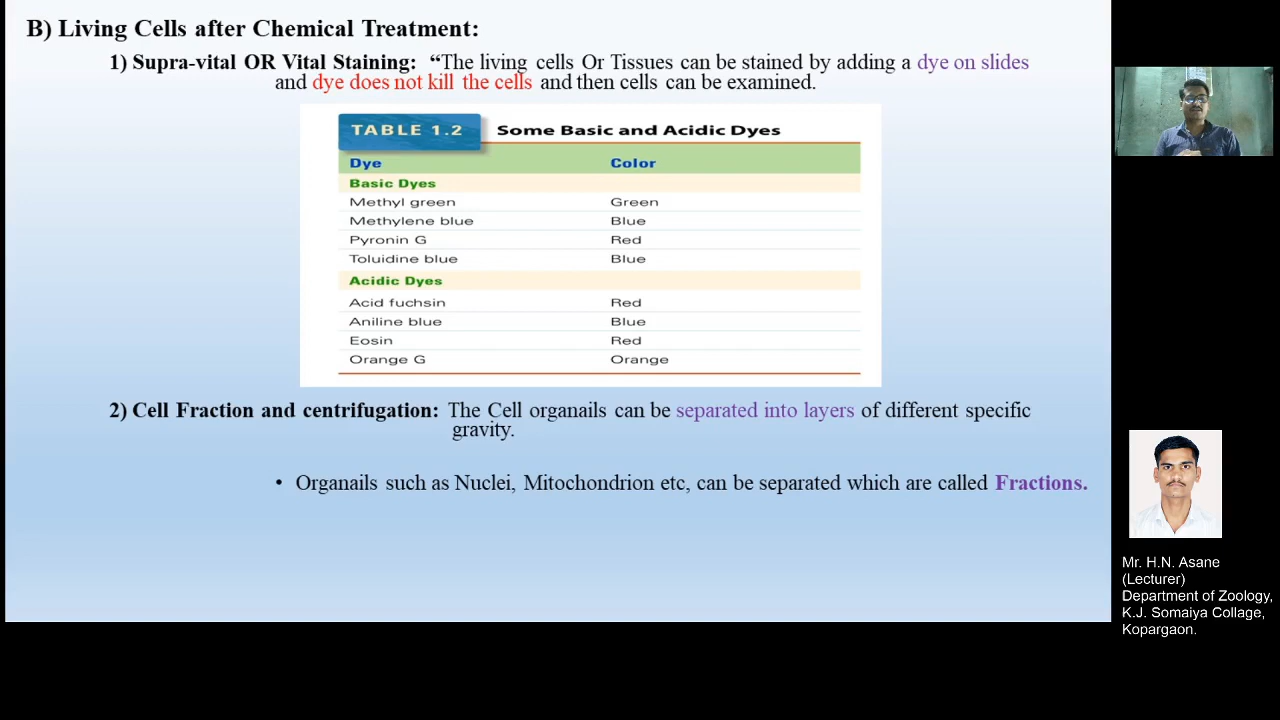 B) Living Cells after Chemical Treatment:
1) Supra-vital OR Vital Staining: “The living cells Or Tissues can be stained by adding a dye on slides
and dye does not kill the cells and then cells can be examined.
TABLE 1.2 Some Basic and Acidic Dyes
Dye Color
Basic Dyes
Methyl green Green
Methylene blue Blue
Pyronin G Red
Toluidine blue Blue
Acidic Dyes
Acid fuchsin Red
Aniline blue Blue
Eosin Red
Orange G Orange
2) Cell Fraction and centrifugation: The Cell organails can be separated into layers of different specific
gravity.
• Organails such as Nuclei, Mitochondrion etc, can be separated which are called Fractions.
Mr. H.N. Asane
(Lecturer)
Department of Zoology,
K.J. Somaiya Collage,
Kopargaon.